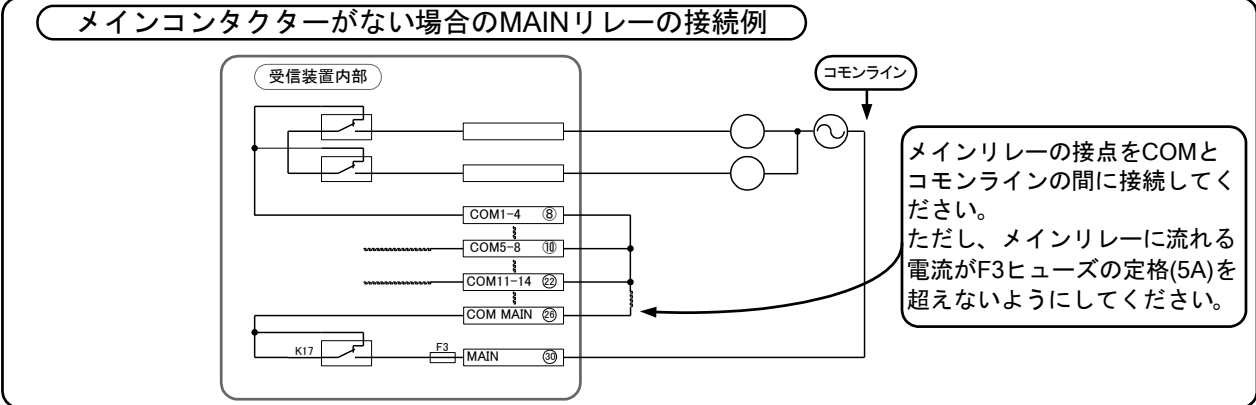 メインコンタクターがない場合のMAINリレーの接続例
受信装置内部
コモンライン
メインリレーの接点をCOMと
コモンラインの間に接続してく
ださい。
ただし、メインリレーに流れる
電流がF3ヒューズの定格(5A)を
超えないようにしてください。
COM1-4 ⑧
COM5-8 ⑩
COM11-14 ㉒
COM MAIN ㉖
K17
F3
MAIN ㉚